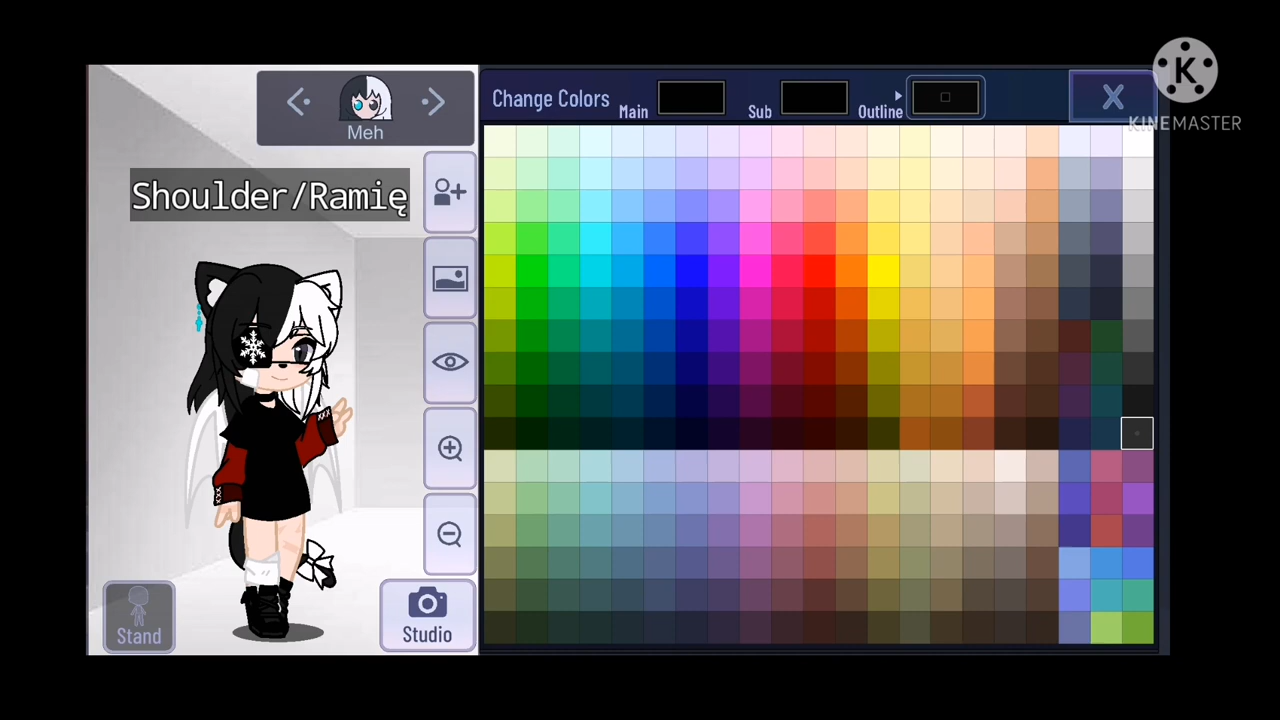 Meh
Shoulder/Ramię
Stand
Studio
Change Colors
Main
Sub
Outline
X
K
KINEMASTER